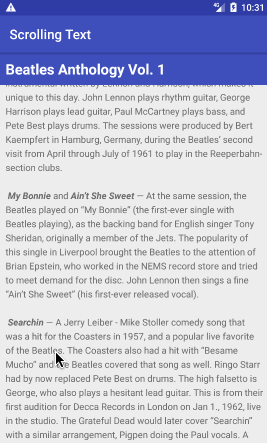 4G 10:31
Scrolling Text
Beatles Anthology Vol. 1
instrumental written by Lennon and Harrison, which makes it
unique to this day. John Lennon plays rhythm guitar, George
Harrison plays lead guitar, Paul McCartney plays bass, and
Pete Best plays drums. The sessions were produced by Bert
Kaempfert in Hamburg, Germany, during the Beatles' second
visit from April through July of 1961 to play in the Reeperbahn-
section clubs.
My Bonnie and Ain't She Sweet — At the same session, the
Beatles played on "My Bonnie" (the first-ever single with
Beatles playing), as the backing band for English singer Tony
Sheridan, originally a member of the Jets. The popularity of
this single in Liverpool brought the Beatles to the attention of
Brian Epstein, who worked in the NEMS record store and tried
to meet demand for the disc. John Lennon then sings a fine
"Ain't She Sweet" (his first-ever released vocal).
Searchin — A Jerry Leiber - Mike Stoller comedy song that
was a hit for the Coasters in 1957, and a popular live favorite
of the Beatles. The Coasters also had a hit with "Besame
Mucho" and the Beatles covered that song as well. Ringo Starr
had by now replaced Pete Best on drums. The high falsetto is
George, who also plays a hesitant lead guitar. This is from their
first audition for Decca Records in London on Jan 1., 1962, live
in the studio. The Grateful Dead would later cover "Searchin"
with a similar arrangement, Pigpen doing the Paul vocals. A